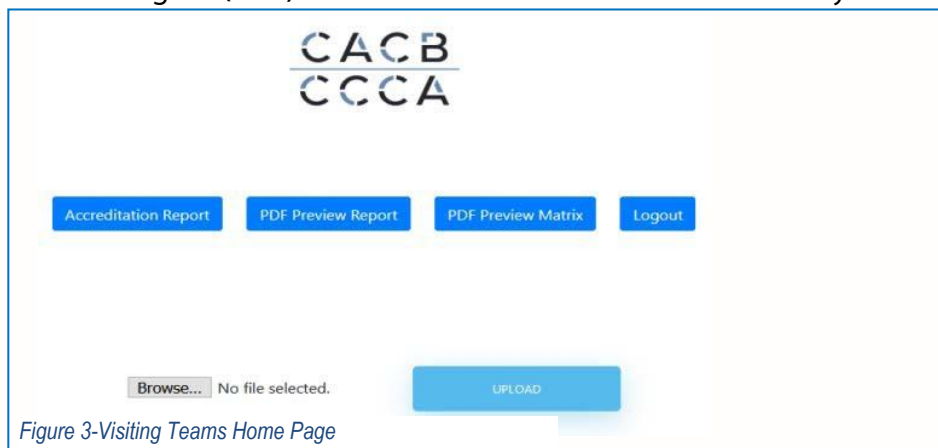 CACB
CCCA
Accreditation Report PDF Preview Report PDF Preview Matrix Logout
Browse... No file selected. UPLOAD
Figure 3-Visiting Teams Home Page